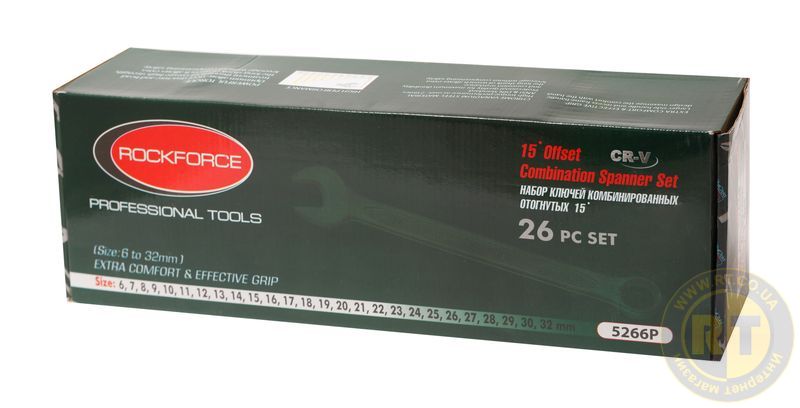 ROCKFORCE
PROFESSIONAL TOOLS
(Size: 6 to 32mm)
EXTRA COMFORT & EFFECTIVE GRIP
Size: 6, 7, 8, 9, 10, 11, 12, 13, 14, 15, 16, 17, 18, 19, 20, 21, 22, 23, 24, 25, 26, 27, 28, 29, 30, 32 mm
15° Offset
CR-V
Combination Spanner Set
НАБОР КЛЮЧЕЙ КОМБИНИРОВАННЫХ
ОТОГНУТЫХ 15°
26 PC SET
5266P
HIGH PERFORMANCE
WWW.RT.CO.UA
RT
Интернет магазин